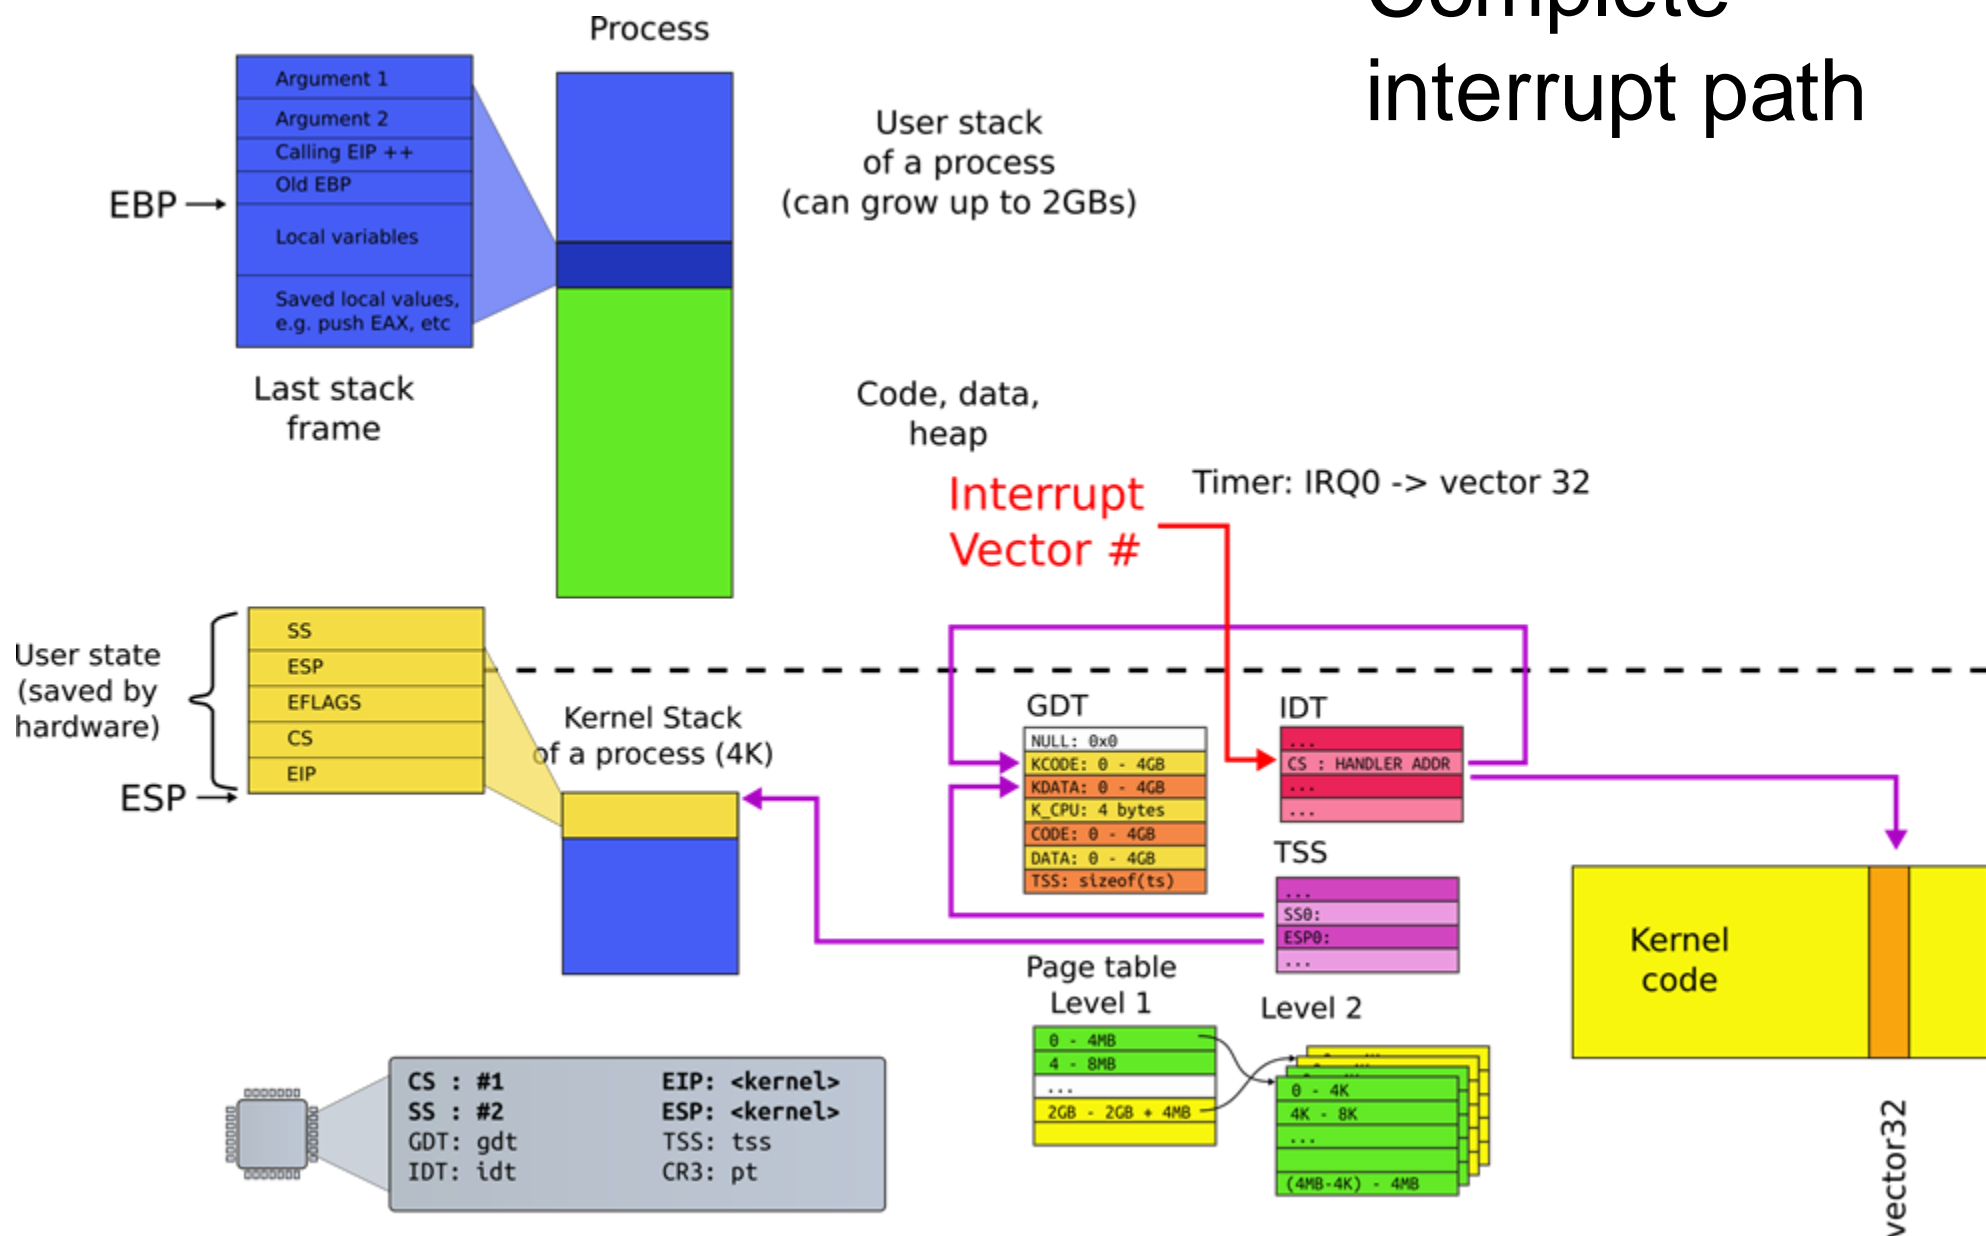 Complete
interrupt path
Process
Argument 1
Argument 2
Calling EIP ++
Old EBP
EBP
Local variables
Saved local values,
e.g. push EAX, etc
Last stack
frame
User stack
of a process
(can grow up to 2GBs)
Code, data,
heap
Interrupt
Vector #
Timer: IRQ0 -> vector 32
User state
(saved by
hardware)
SS
ESP
EFLAGS
CS
EIP
ESP
Kernel Stack
of a process (4K)
GDT
NULL: 0x0
KCODE: 0 - 4GB
KDATA: 0 - 4GB
K_CPU: 4 bytes
CODE: 0 - 4GB
DATA: 0 - 4GB
TSS: sizeof(ts)
IDT
...
CS : HANDLER ADDR
...
...
TSS
...
SS0:
ESP0:
...
Kernel
code
vector32
Page table
Level 1
0 - 4MB
4 - 8MB
...
2GB - 2GB + 4MB
Level 2
0 - 4K
4K - 8K
...
(4MB-4K) - 4MB
CS : #1 EIP: <kernel>
SS : #2 ESP: <kernel>
GDT: gdt TSS: tss
IDT: idt CR3: pt